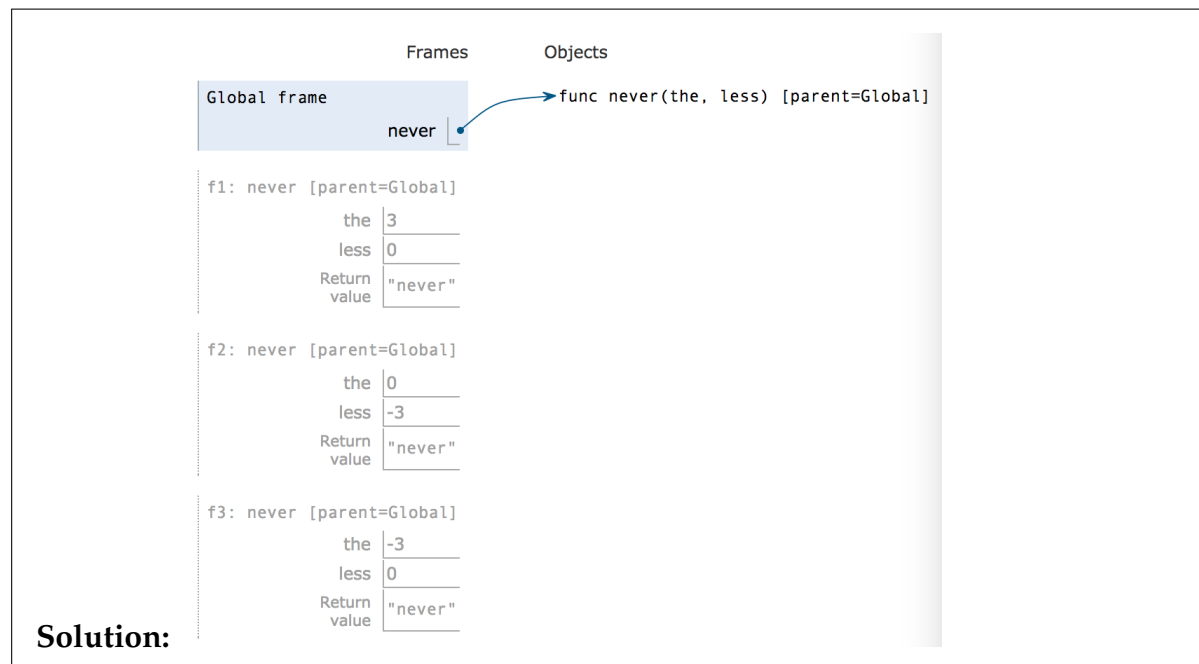 Frames Objects
Global frame
func never(the, less) [parent=Global]
never
f1: never [parent=Global]
the 3
less 0
Return
value "never"
f2: never [parent=Global]
the 0
less -3
Return
value "never"
f3: never [parent=Global]
the -3
less 0
Return
value "never"
Solution: